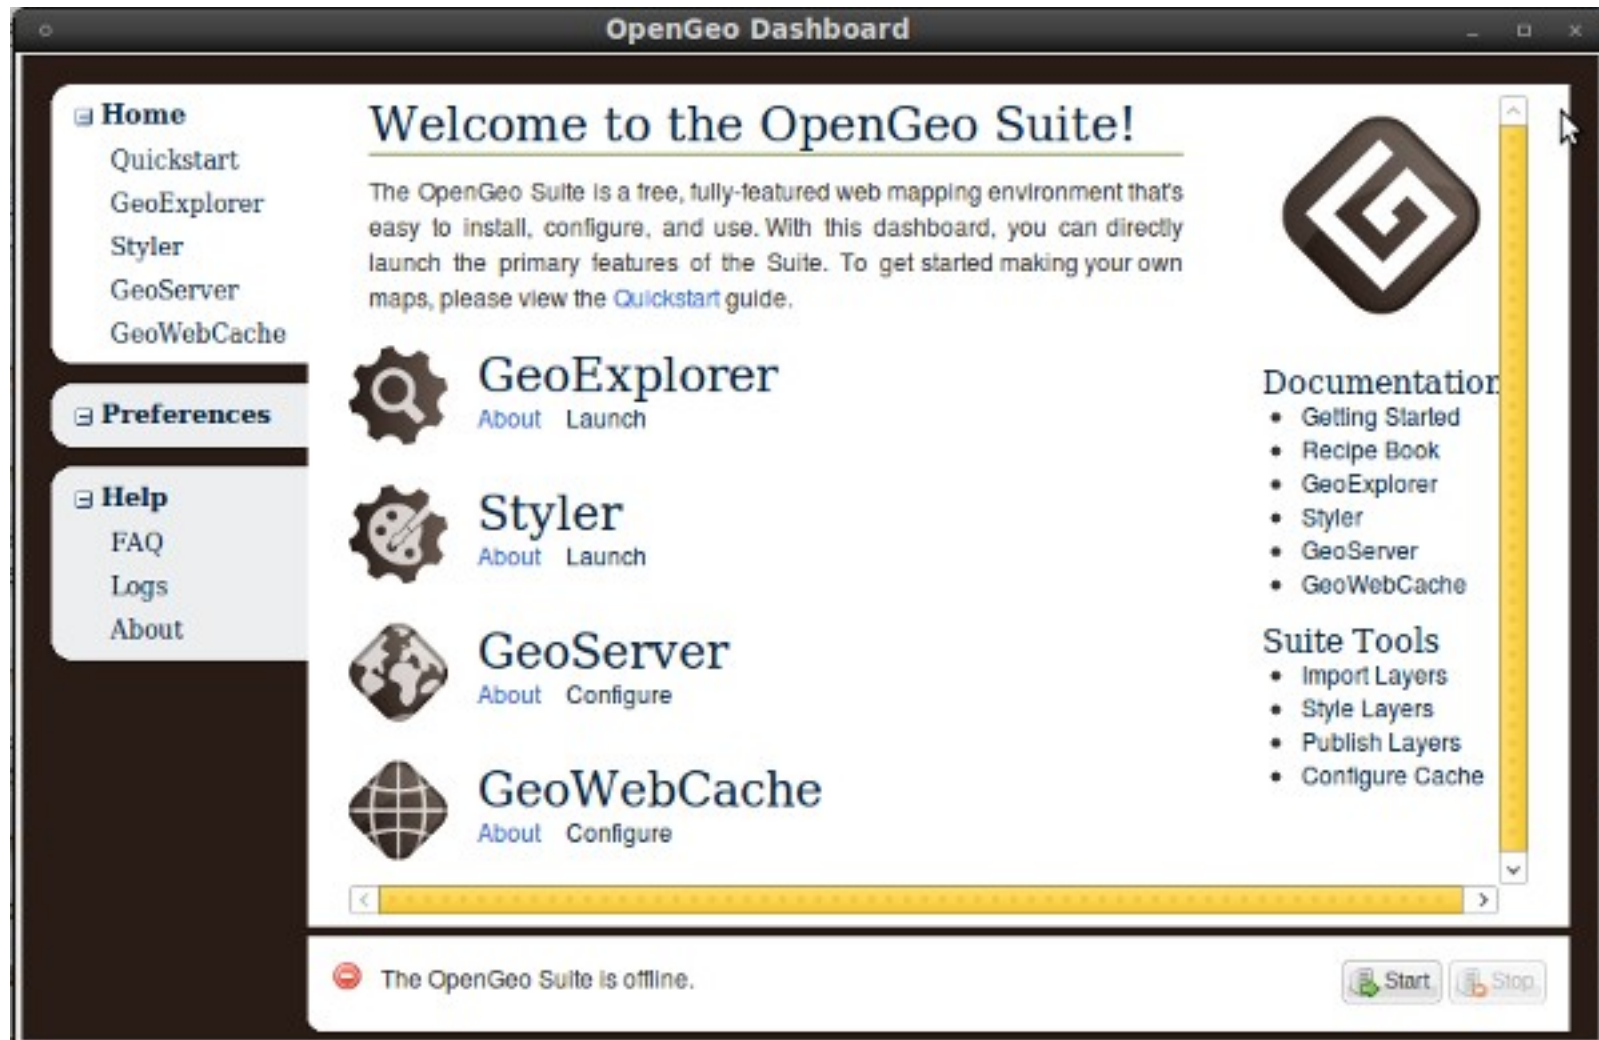 OpenGeo Dashboard
Home
Quickstart
GeoExplorer
Styler
GeoServer
GeoWebCache
Preferences
Help
FAQ
Logs
About
Welcome to the OpenGeo Suite!
The OpenGeo Suite is a free, fully-featured web mapping environment that's
easy to install, configure, and use. With this dashboard, you can directly
launch the primary features of the Suite. To get started making your own
maps, please view the Quickstart guide.
GeoExplorer
About Launch
Styler
About Launch
GeoServer
About Configure
GeoWebCache
About Configure
Documentation
Getting Started
Recipe Book
GeoExplorer
Styler
GeoServer
GeoWebCache
Suite Tools
Import Layers
Style Layers
Publish Layers
Configure Cache
The OpenGeo Suite is offline.
Start Stop